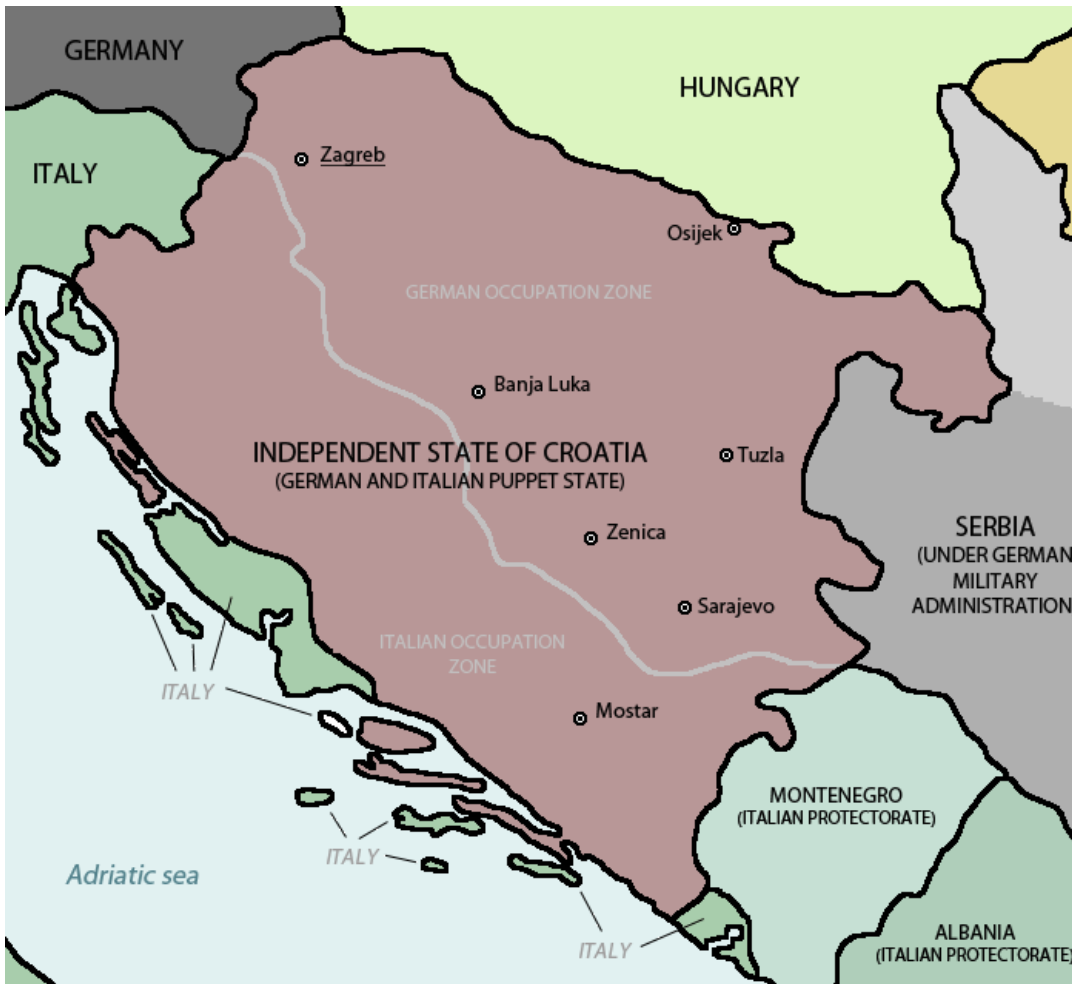 GERMANY
HUNGARY
ITALY
Zagreb
Osijek
GERMAN OCCUPATION ZONE
Banja Luka
INDEPENDENT STATE OF CROATIA
(GERMAN AND ITALIAN PUPPET STATE)
Tuzla
Zenica
SERBIA
(UNDER GERMAN
MILITARY
ADMINISTRATION
Sarajevo
ITALIAN OCCUPATION
ZONE
ITALY
Mostar
MONTENEGRO
(ITALIAN PROTECTORATE)
ITALY
Adriatic sea
ITALY
ALBANIA
(ITALIAN PROTECTORATE)